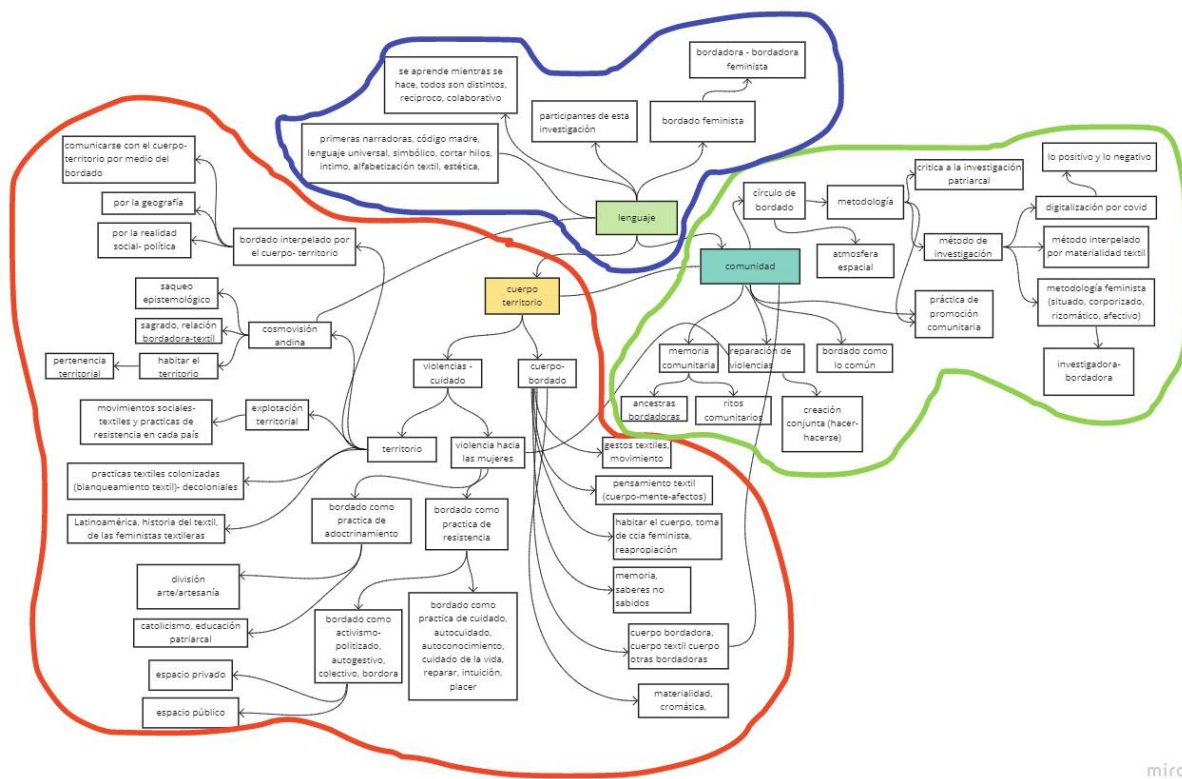 bordadora - bordadora
feminista
se aprende mientras se
hace, todos son distintos,
reciproco, colaborativo
participantes de esta
investigación
bordado feminista
primeras narradoras, código madre,
lenguaje universal, simbólico, cortar hilos,
intimo, alfabetización textil, estética,
lenguaje
comunicarse con el cuerpo-
territorio por medio del
bordado
por la geografía
por la realidad
social- política
bordado interpelado por
el cuerpo- territorio
saqueo
epistemológico
sagrado, relación
bordadora-textil
pertenencia
territorial
habitar el
territorio
cosmovisión
andina
cuerpo
territorio
violencias -
cuidado
cuerpo-
bordado
movimientos sociales-
textiles y practicas de
resistencia en cada país
explotación
territorial
territorio
violencia hacia
las mujeres
practicas textiles colonizadas
(blanqueamiento textil)- decoloniales
Latinoamérica, historia del textil,
de las feministas textileras
bordado como
practica de
adoctrinamiento
bordado como
practica de
resistencia
división
arte/artesanía
catolicismo, educación
patriarcal
espacio privado
espacio público
bordado como
activismo-
politizado,
autogestivo,
colectivo, bordora
bordado como
practica de cuidado,
autocuidado,
autoconocimiento,
cuidado de la vida,
reparar, intuición,
placer
gestos textiles,
movimiento
pensamiento textil
(cuerpo-mente-afectos)
habitar el cuerpo, toma
de ccia feminista,
reapropiación
memoria,
saberes no
sabidos
cuerpo bordadora,
cuerpo textil cuerpo
otras bordadoras
materialidad,
cromática,
comunidad
círculo de
bordado
metodología
critica a la investigación
patriarcal
lo positivo y lo negativo
digitalización por covid
atmosfera
espacial
método de
investigación
método interpelado
por materialidad textil
metodología feminista
(situado, corporizado,
rizomático, afectivo)
práctica de
promoción
comunitaria
investigadora-
bordadora
memoria
comunitaria
reparación de
violencias
bordado como
lo común
ancestras
bordadoras
ritos
comunitarios
creación
conjunta (hacer-
hacerse)
miro